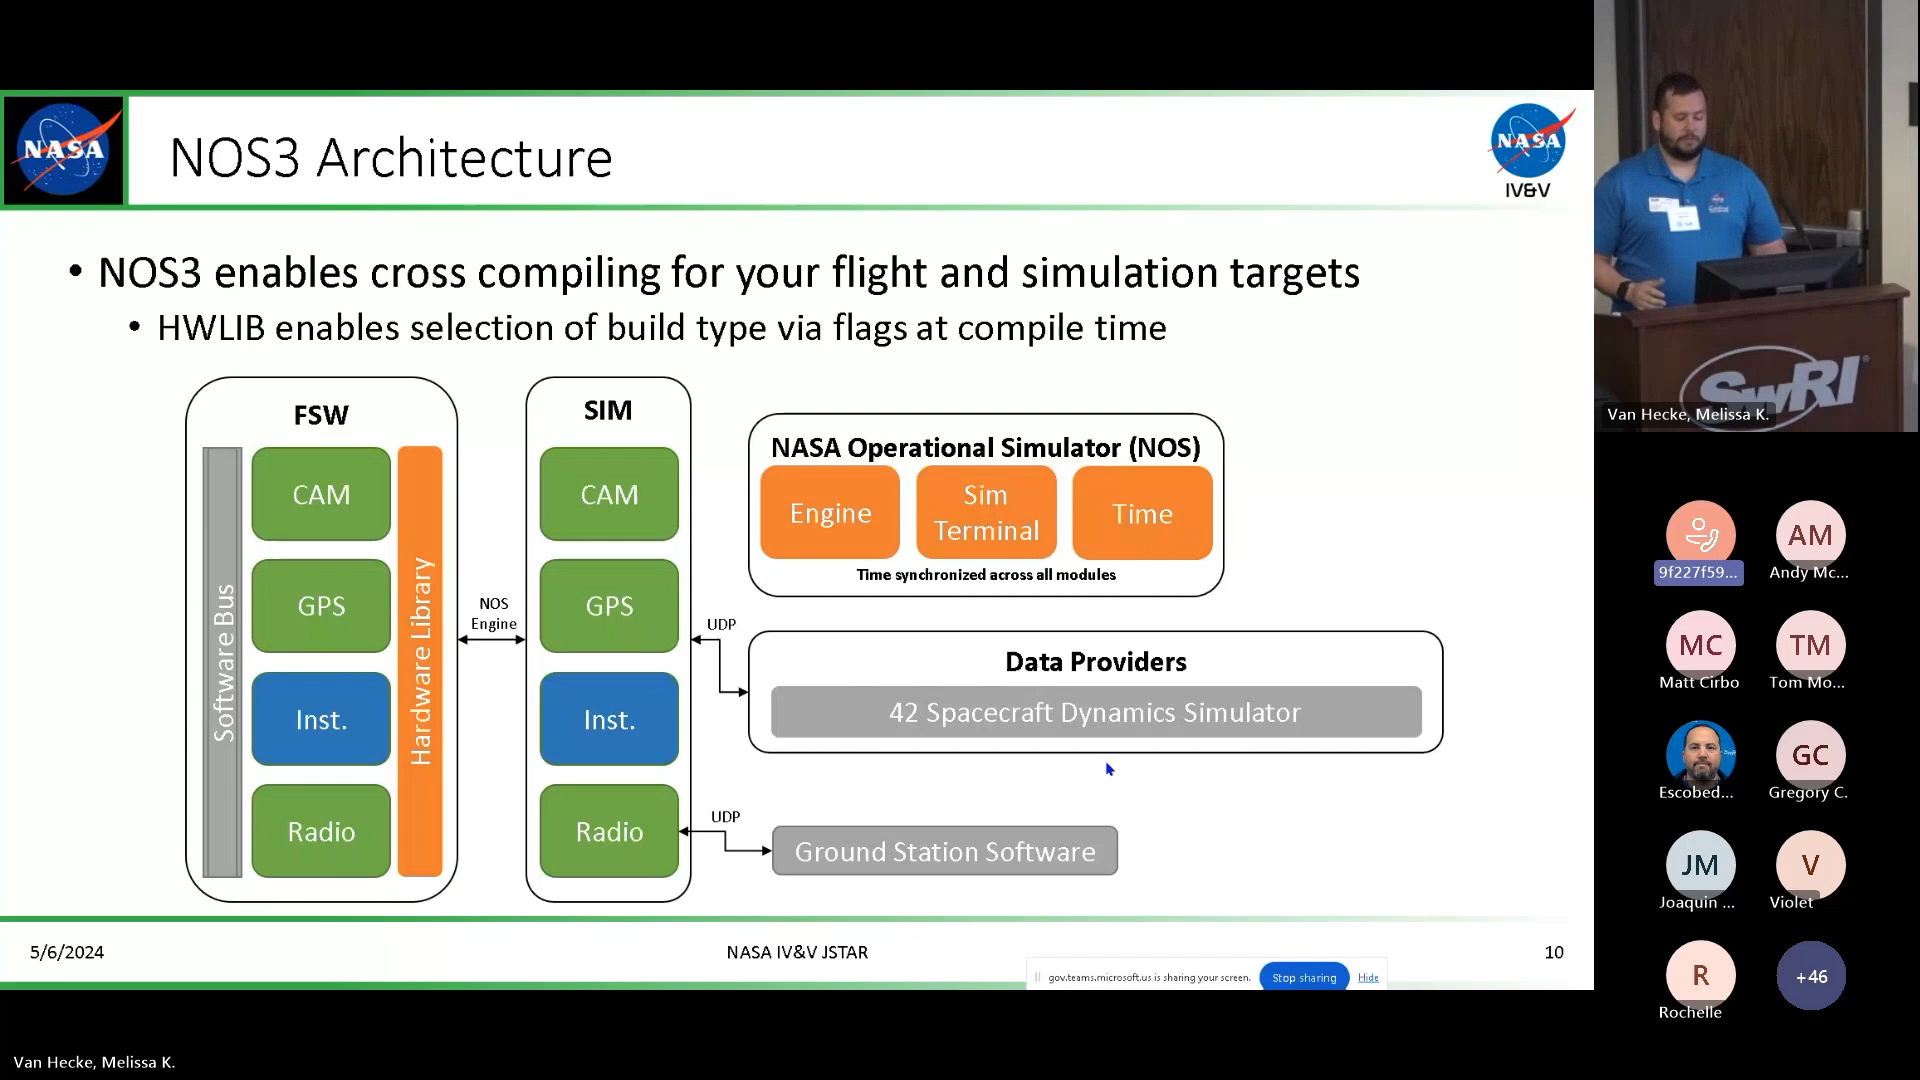 NASA
NOS3 Architecture
NASA
IV&V
• NOS3 enables cross compiling for your flight and simulation targets
• HWLIB enables selection of build type via flags at compile time
FSW
Software Bus
CAM
GPS
Inst.
Radio
Hardware Library
NOS
Engine
SIM
CAM
GPS
Inst.
Radio
NASA Operational Simulator (NOS)
Engine
Sim
Terminal
Time
Time synchronized across all modules
UDP
Data Providers
42 Spacecraft Dynamics Simulator
UDP
Ground Station Software
5/6/2024
NASA IV&V JSTAR
10
gov.teams.microsoft.us is sharing your screen.
Stop sharing
Hide
SwRI
Van Hecke, Melissa K.
9f227f59...
AM
Andy Mc...
MC
Matt Cirbo
TM
Tom Mo...
Escobed...
GC
Gregory C.
JM
Joaquin ...
V
Violet
R
Rochelle
+46
Van Hecke, Melissa K.